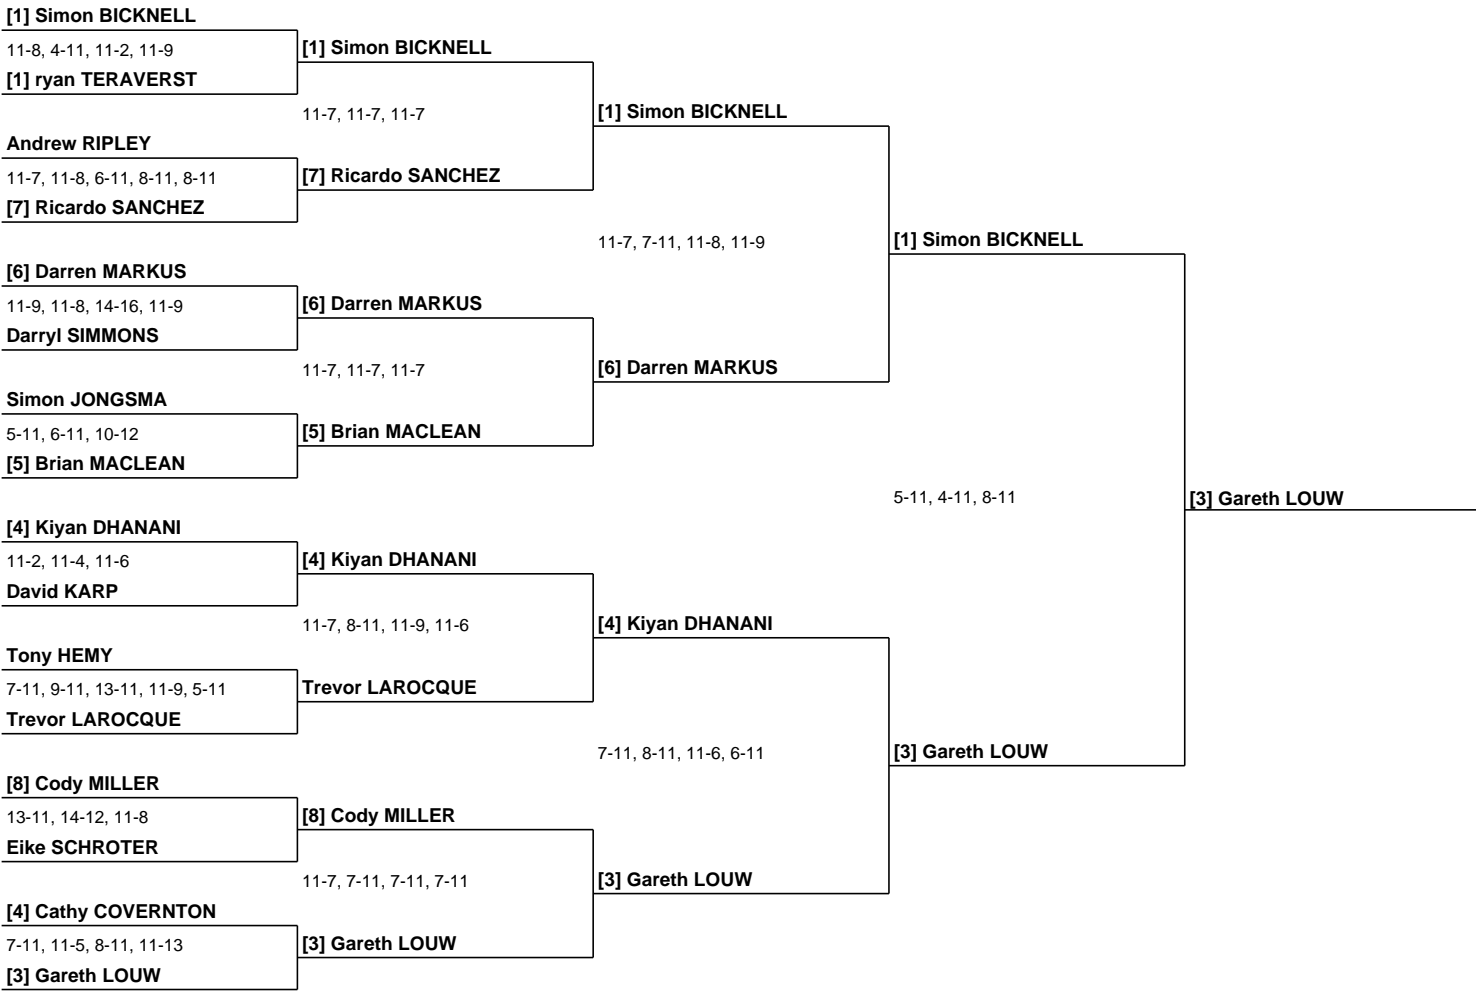 [1] Simon BICKNELL
11-8, 4-11, 11-2, 11-9
[1] ryan TERAVERST
Andrew RIPLEY
11-7, 11-8, 6-11, 8-11, 8-11
[7] Ricardo SANCHEZ
[6] Darren MARKUS
11-9, 11-8, 14-16, 11-9
Darryl SIMMONS
Simon JONGSMA
5-11, 6-11, 10-12
[5] Brian MACLEAN
[4] Kiyan DHANANI
11-2, 11-4, 11-6
David KARP
Tony HEMY
7-11, 9-11, 13-11, 11-9, 5-11
Trevor LAROCQUE
[8] Cody MILLER
13-11, 14-12, 11-8
Eike SCHROTER
[4] Cathy COVERNTON
7-11, 11-5, 8-11, 11-13
[3] Gareth LOUW
[1] Simon BICKNELL
11-7, 11-7, 11-7
[7] Ricardo SANCHEZ
[6] Darren MARKUS
11-7, 11-7, 11-7
[5] Brian MACLEAN
[4] Kiyan DHANANI
11-7, 8-11, 11-9, 11-6
Trevor LAROCQUE
[8] Cody MILLER
11-7, 7-11, 7-11, 7-11
[3] Gareth LOUW
[1] Simon BICKNELL
11-7, 7-11, 11-8, 11-9
[6] Darren MARKUS
[4] Kiyan DHANANI
7-11, 8-11, 11-6, 6-11
[3] Gareth LOUW
[1] Simon BICKNELL
5-11, 4-11, 8-11
[3] Gareth LOUW
[3] Gareth LOUW